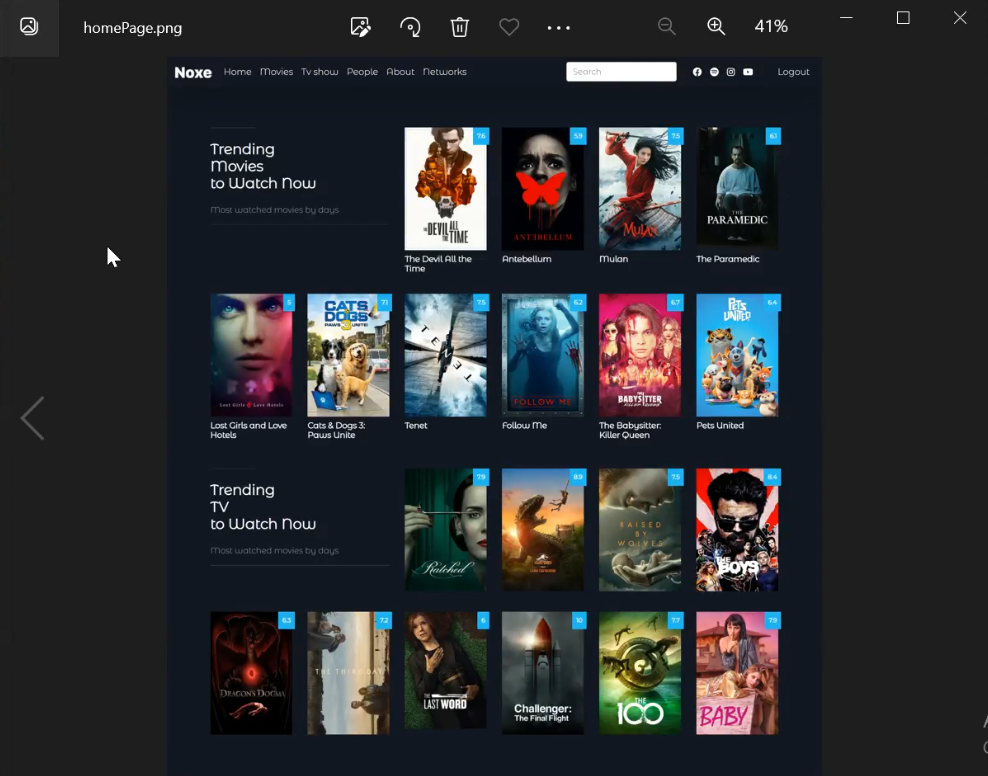 homePage.png
41%
Noxe Home Movies Tv show People About Networks Search Logout
Trending
Movies
to Watch Now
Most watched movies by days
7.6
THE DEVIL ALL THE TIME
The Devil All the
Time
5.9
ANTEBELLUM
Antebellum
7.5
MULAN
Mulan
6.1
THE PARAMEDIC
The Paramedic
5
Lost Girls & Love Hotels
Lost Girls and Love
Hotels
7.1
CATS & DOGS 3
PAWS UNITE!
Cats & Dogs 3:
Paws Unite
7.5
TENET
Tenet
6.2
FOLLOW ME
Follow Me
6.7
THE BABYSITTER
KILLER QUEEN
The Babysitter:
Killer Queen
6.4
PETS UNITED
Pets United
Trending
TV
to Watch Now
Most watched movies by days
7.9
Ratched
8.9
7.5
RAISED
BY
WOLVES
8.4
THE BOYS
6.3
DRAGON'S DOGMA
7.2
THE THIRD DAY
6
THE LAST WORD
10
Challenger:
The Final Flight
7.7
THE 100
7.9
BABY